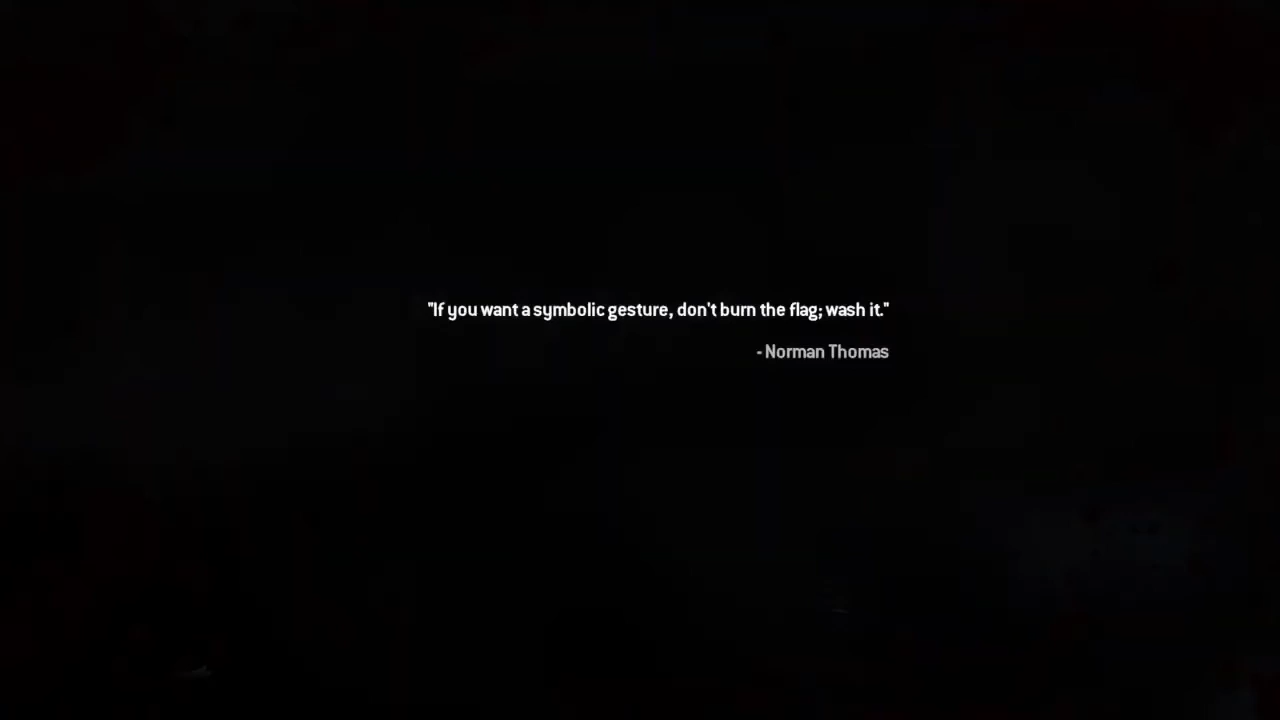 "If you want a symbolic gesture, don't burn the flag; wash it."
- Norman Thomas